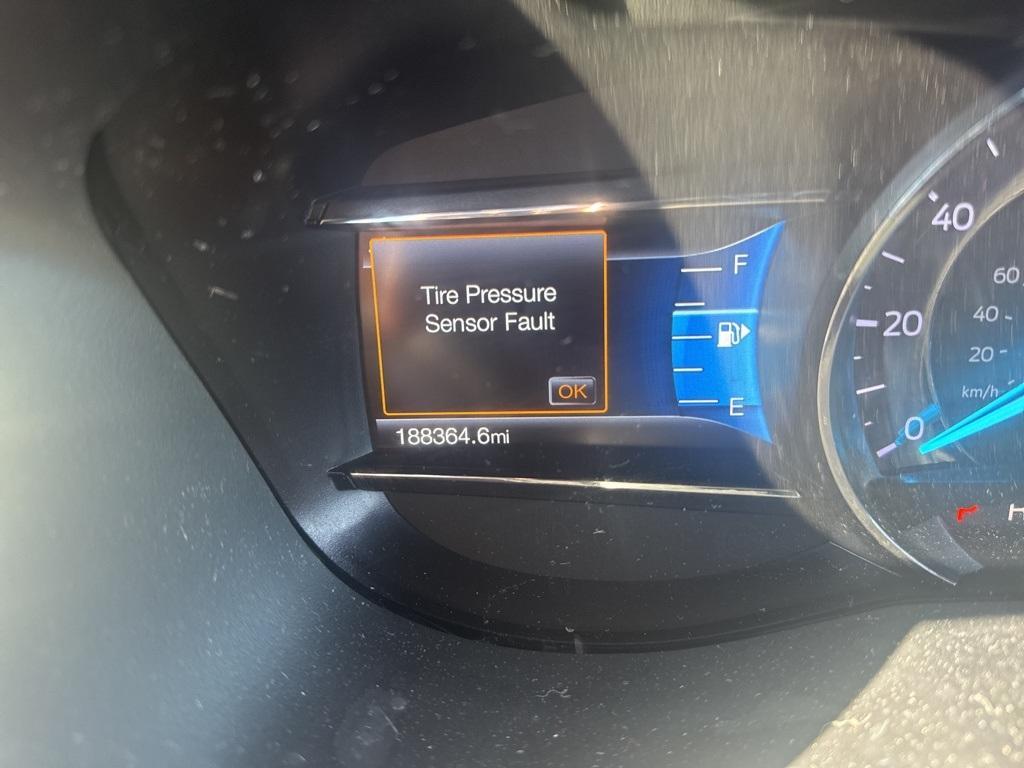 Tire Pressure
Sensor Fault
OK
188364.6mi
F
E
40
20
0
60
40
20
km/h
H